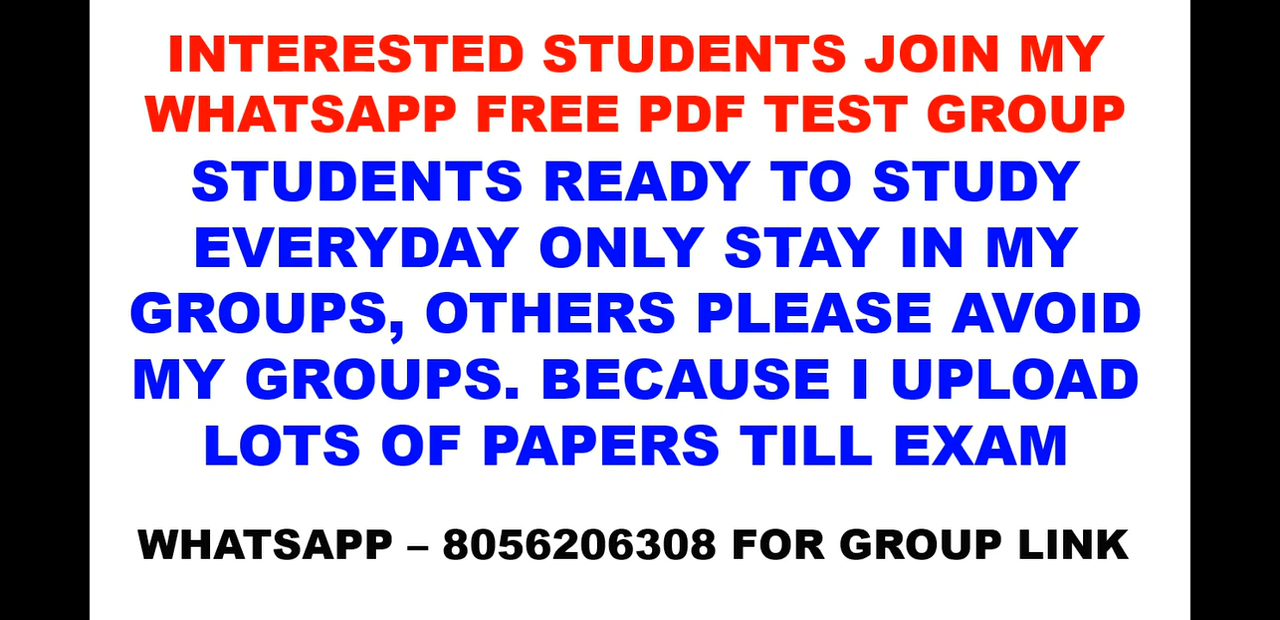 INTERESTED STUDENTS JOIN MY
WHATSAPP FREE PDF TEST GROUP
STUDENTS READY TO STUDY
EVERYDAY ONLY STAY IN MY
GROUPS, OTHERS PLEASE AVOID
MY GROUPS. BECAUSE I UPLOAD
LOTS OF PAPERS TILL EXAM
WHATSAPP – 8056206308 FOR GROUP LINK